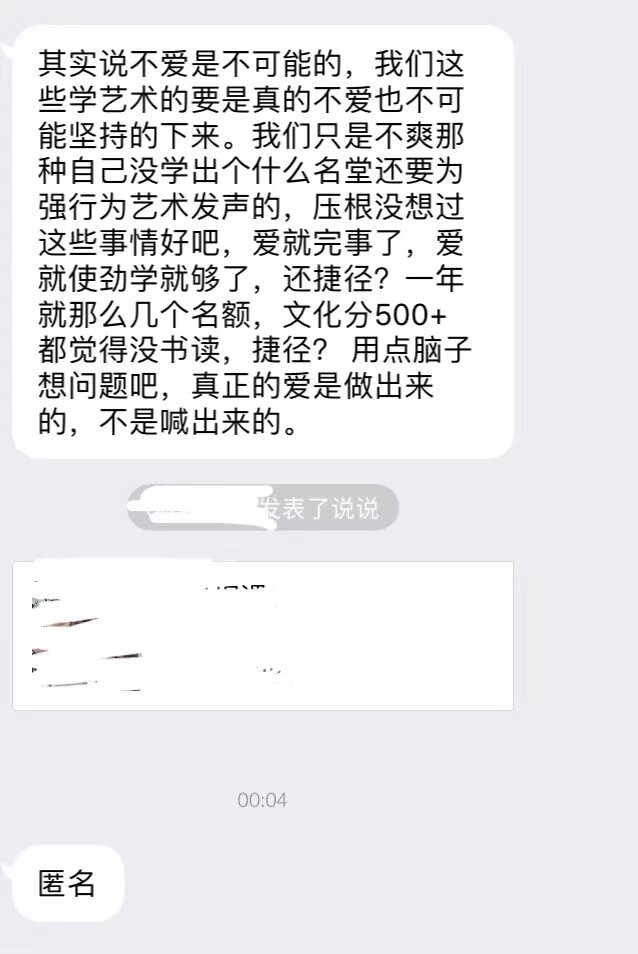 其实说不爱是不可能的，我们这
些学艺术的要是真的不爱也不可
能坚持的下来。我们只是不爽那
种自己没学出个什么名堂还要为
强行为艺术发声的，压根没想过
这些事情好吧，爱就完事了，爱
就使劲学就够了，还捷径？一年
就那么几个名额，文化分500+
都觉得没书读，捷径？ 用点脑子
想问题吧，真正的爱是做出来
的，不是喊出来的。
发表了说说
00:04
匿名